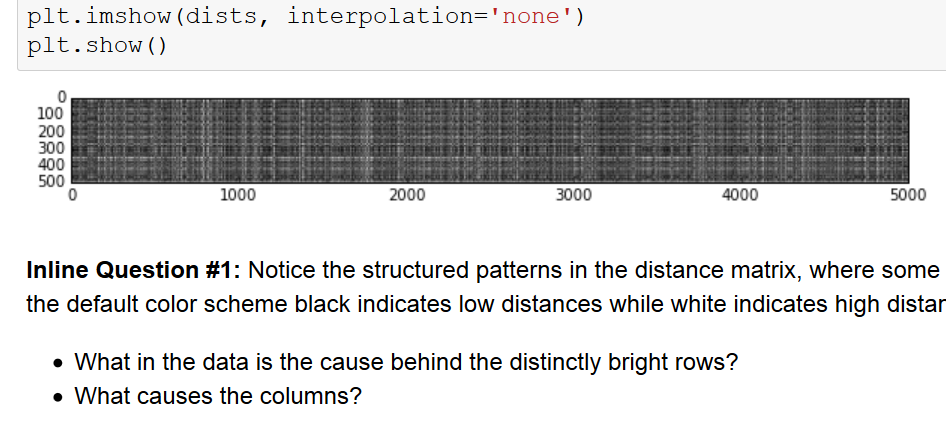 plt.imshow(dists, interpolation='none')
plt.show()
0
100
200
300
400
500
0 1000 2000 3000 4000 5000
Inline Question #1: Notice the structured patterns in the distance matrix, where some
the default color scheme black indicates low distances while white indicates high distan
• What in the data is the cause behind the distinctly bright rows?
• What causes the columns?